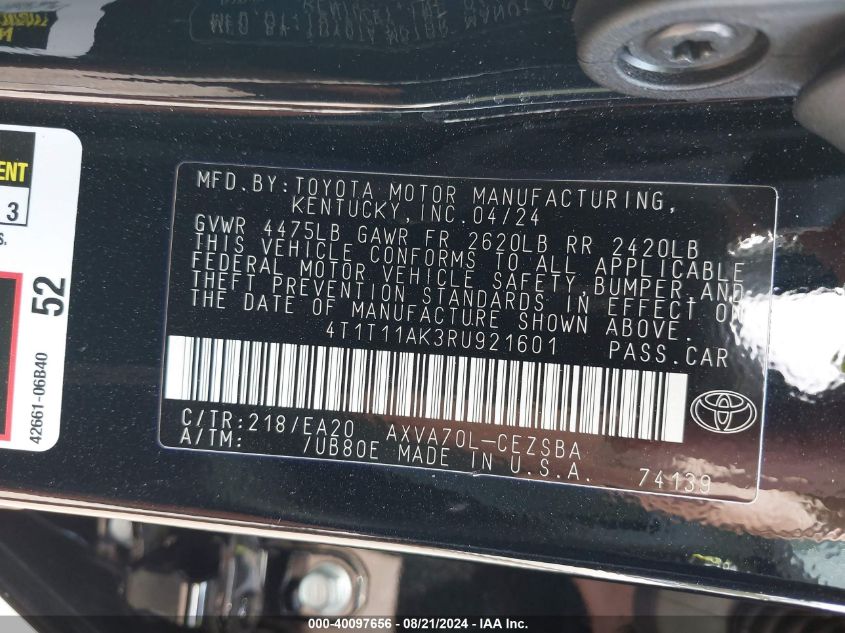 MFD.BY:TOYOTA MOTOR MANUFACTURING,
KENTUCKY,INC.04/24
GVWR 4475LB GAWR FR 2620LB RR 2420LB
THIS VEHICLE CONFORMS TO ALL APPLICABLE
FEDERAL MOTOR VEHICLE SAFETY,BUMPER,AND
THEFT PREVENTION STANDARDS IN EFFECT ON
THE DATE OF MANUFACTURE SHOWN ABOVE.
4T1T11AK3RU921601 PASS.CAR
C/TR:218/EA20 AXVA70L-CEZSBA
A/TM: 7UB80E MADE IN U.S.A. 74139
3
52
42661-06B40
000-40097656 - 08/21/2024 - IAA Inc.